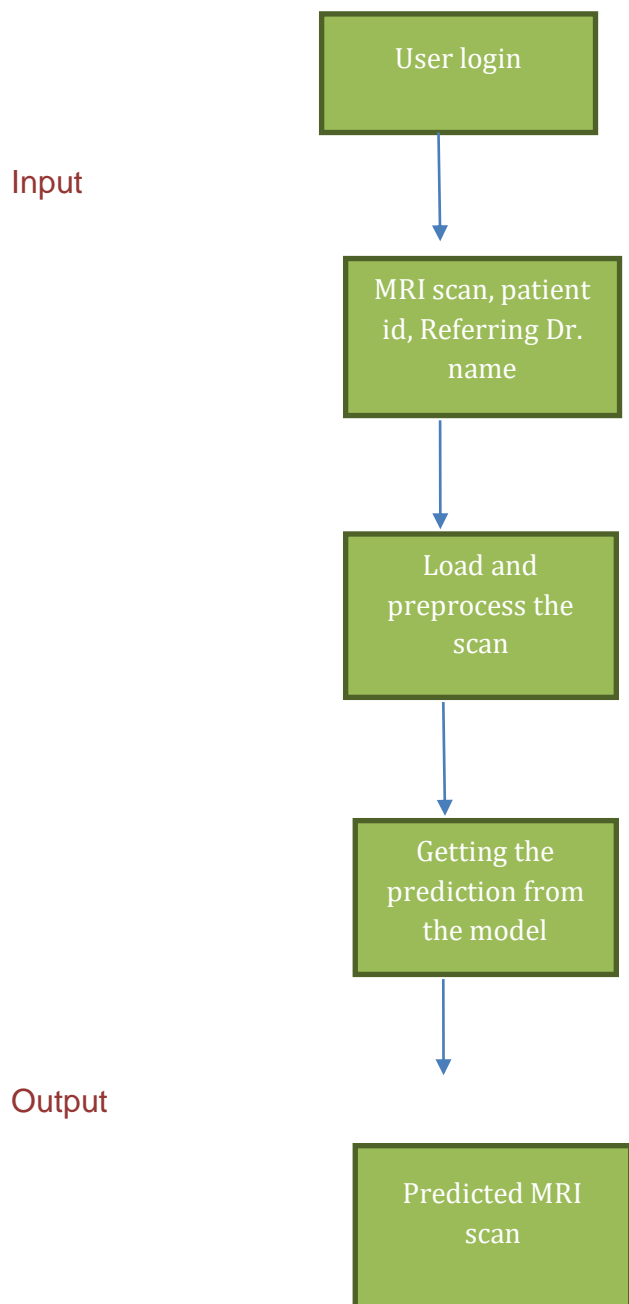 User login
Input
MRI scan, patient
id, Referring Dr.
name
Load and
preprocess the
scan
Getting the
prediction from
the model
Output
Predicted MRI
scan